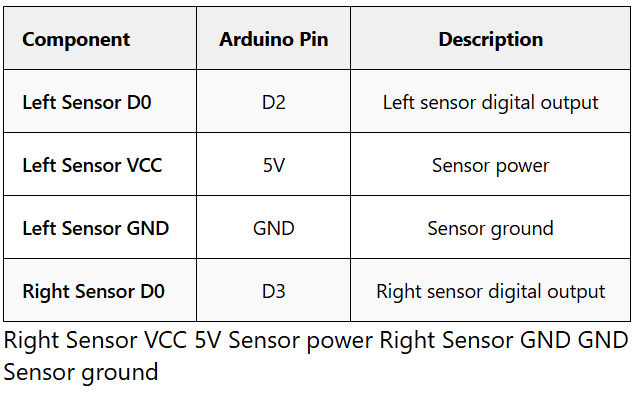 Component Arduino Pin Description
Left Sensor D0 D2 Left sensor digital output
Left Sensor VCC 5V Sensor power
Left Sensor GND GND Sensor ground
Right Sensor D0 D3 Right sensor digital output
Right Sensor VCC 5V Sensor power Right Sensor GND GND
Sensor ground